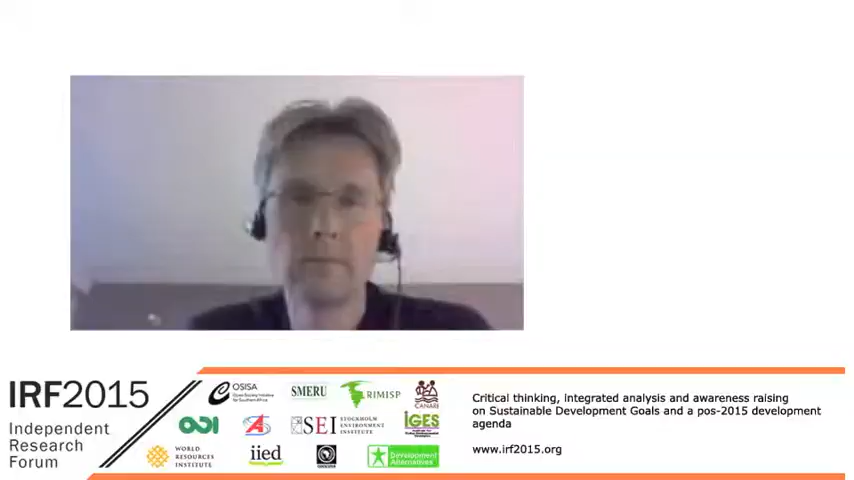 IRF2015
Independent
Research
Forum
OSISA
SMERU
RIMISP
CANARI
ODI
SEI
STOCKHOLM
ENVIRONMENT
INSTITUTE
IGES
WORLD
RESOURCES
INSTITUTE
iied
Development
Alternatives
Critical thinking, integrated analysis and awareness raising
on Sustainable Development Goals and a pos-2015 development
agenda
www.irf2015.org